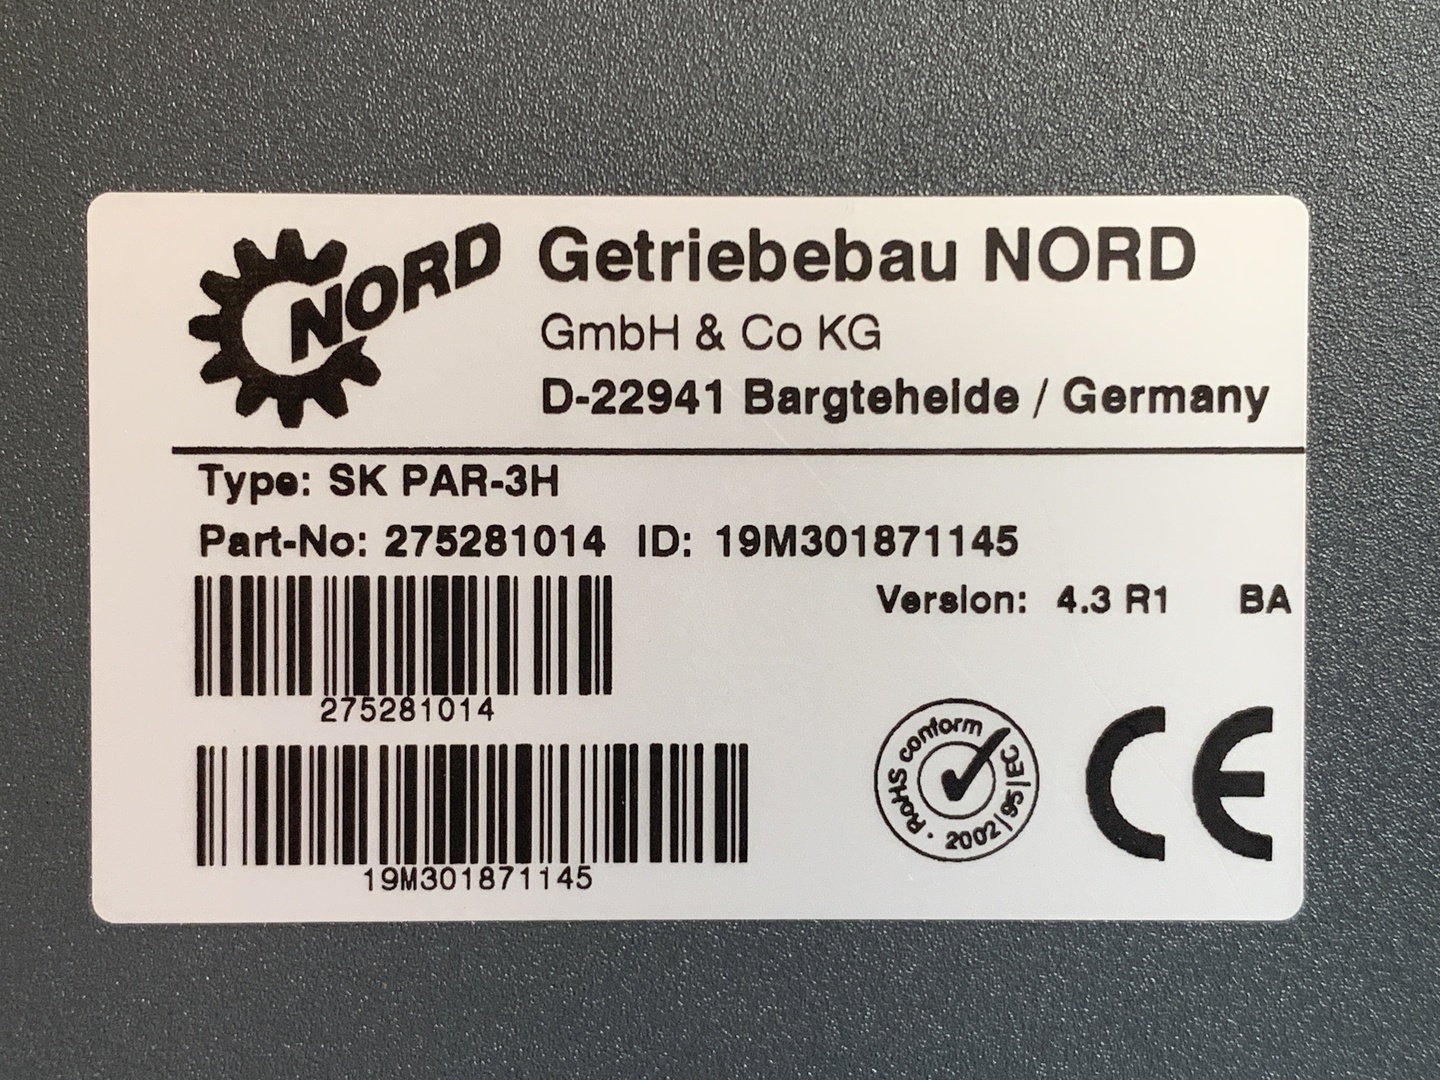 NORD
Getriebebau NORD
GmbH & Co KG
D-22941 Bargteheide / Germany
Type: SK PAR-3H
Part-No: 275281014 ID: 19M301871145
Version: 4.3 R1 BA
275281014
19M301871145
RoHS conform
2002/95/EC
CE